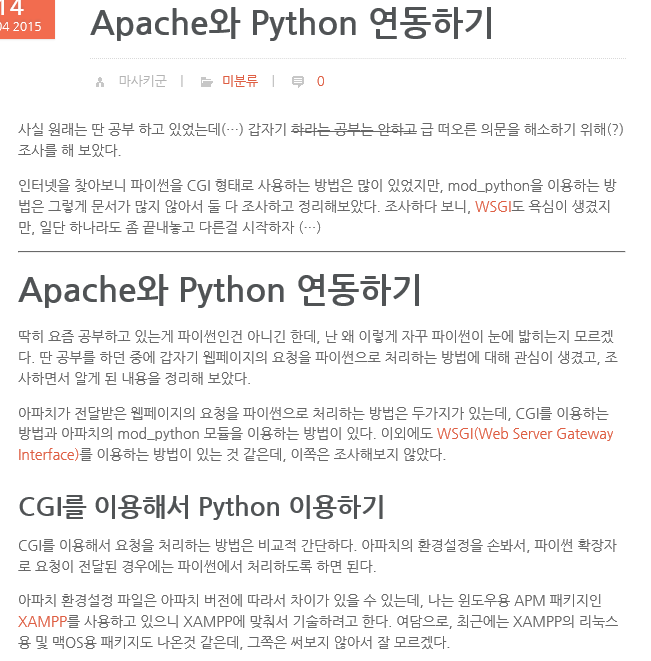 14
04 2015
Apache와 Python 연동하기
마사키군 | 미분류 | 0
사실 원래는 딴 공부 하고 있었는데(…) 갑자기 하라는 공부는 안하고 급 떠오른 의문을 해소하기 위해(?)
조사를 해 보았다.
인터넷을 찾아보니 파이썬을 CGI 형태로 사용하는 방법은 많이 있었지만, mod_python을 이용하는 방
법은 그렇게 문서가 많지 않아서 둘 다 조사하고 정리해보았다. 조사하다 보니, WSGI도 욕심이 생겼지
만, 일단 하나라도 좀 끝내놓고 다른걸 시작하자 (…)
Apache와 Python 연동하기
딱히 요즘 공부하고 있는게 파이썬인건 아니긴 한데, 난 왜 이렇게 자꾸 파이썬이 눈에 밟히는지 모르겠
다. 딴 공부를 하던 중에 갑자기 웹페이지의 요청을 파이썬으로 처리하는 방법에 대해 관심이 생겼고, 조
사하면서 알게 된 내용을 정리해 보았다.
아파치가 전달받은 웹페이지의 요청을 파이썬으로 처리하는 방법은 두가지가 있는데, CGI를 이용하는
방법과 아파치의 mod_python 모듈을 이용하는 방법이 있다. 이외에도 WSGI(Web Server Gateway
Interface)를 이용하는 방법이 있는 것 같은데, 이쪽은 조사해보지 않았다.
CGI를 이용해서 Python 이용하기
CGI를 이용해서 요청을 처리하는 방법은 비교적 간단하다. 아파치의 환경설정을 손봐서, 파이썬 확장자
로 요청이 전달된 경우에는 파이썬에서 처리하도록 하면 된다.
아파치 환경설정 파일은 아파치 버전에 따라서 차이가 있을 수 있는데, 나는 윈도우용 APM 패키지인
XAMPP를 사용하고 있으니 XAMPP에 맞춰서 기술하려고 한다. 여담으로, 최근에는 XAMPP의 리눅스
용 및 맥OS용 패키지도 나온것 같은데, 그쪽은 써보지 않아서 잘 모르겠다.